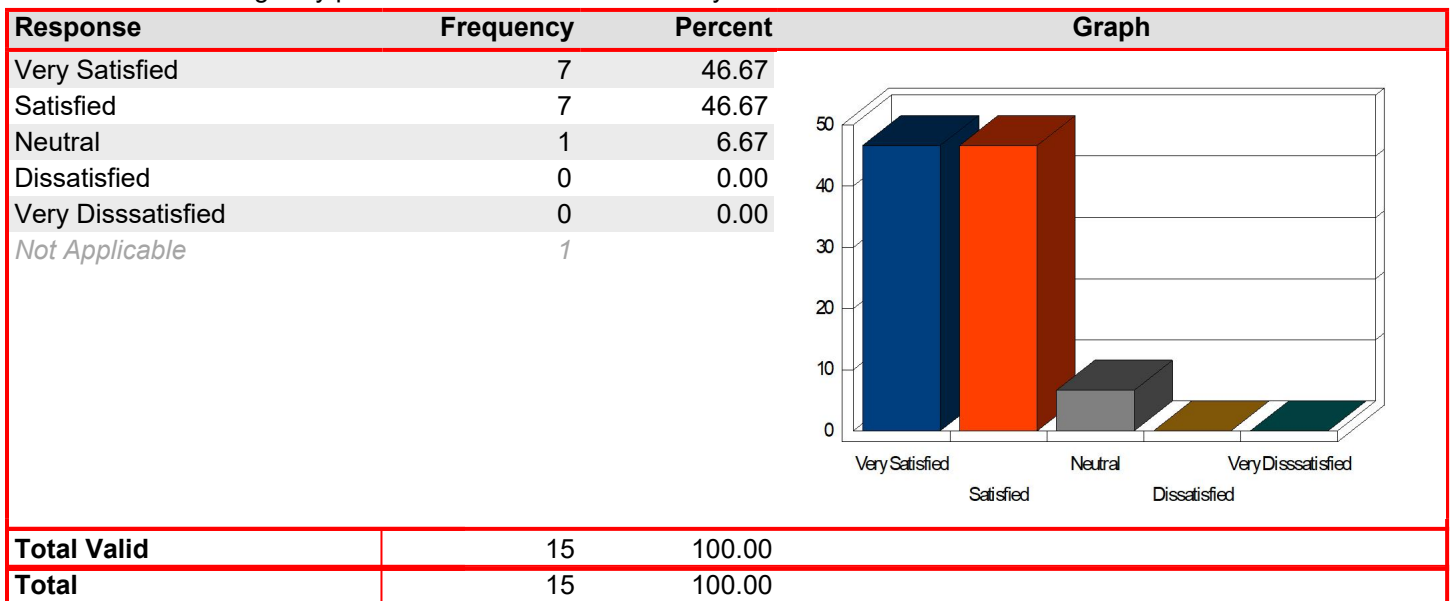 Response Frequency Percent Graph
Very Satisfied 7 46.67
Satisfied 7 46.67
Neutral 1 6.67
Dissatisfied 0 0.00
Very Disssatisfied 0 0.00
Not Applicable 1
50
40
30
20
10
0
Very Satisfied Neutral Very Disssatisfied
Satisfied Dissatisfied
Total Valid 15 100.00
Total 15 100.00